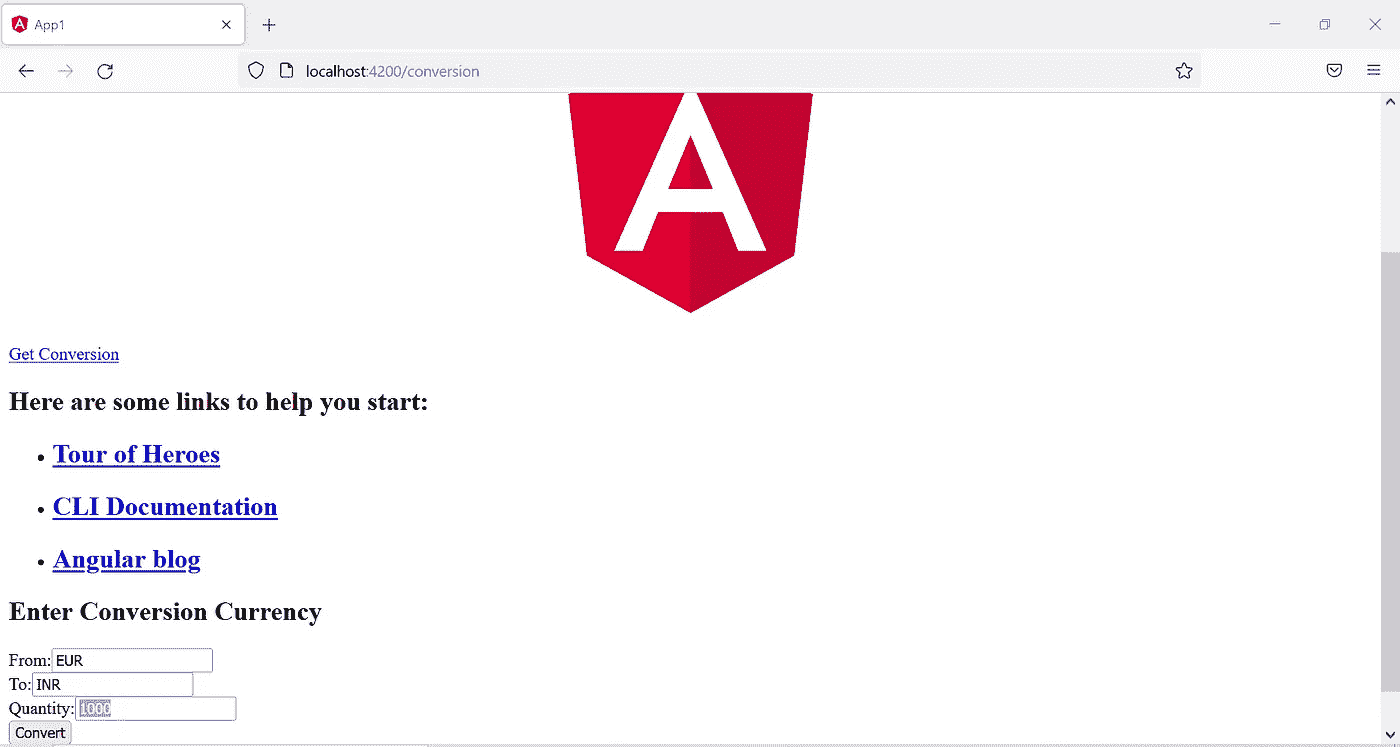 App1
localhost:4200/conversion
A
Get Conversion
Here are some links to help you start:
Tour of Heroes
CLI Documentation
Angular blog
Enter Conversion Currency
From: EUR
To: INR
Quantity: 1000
Convert